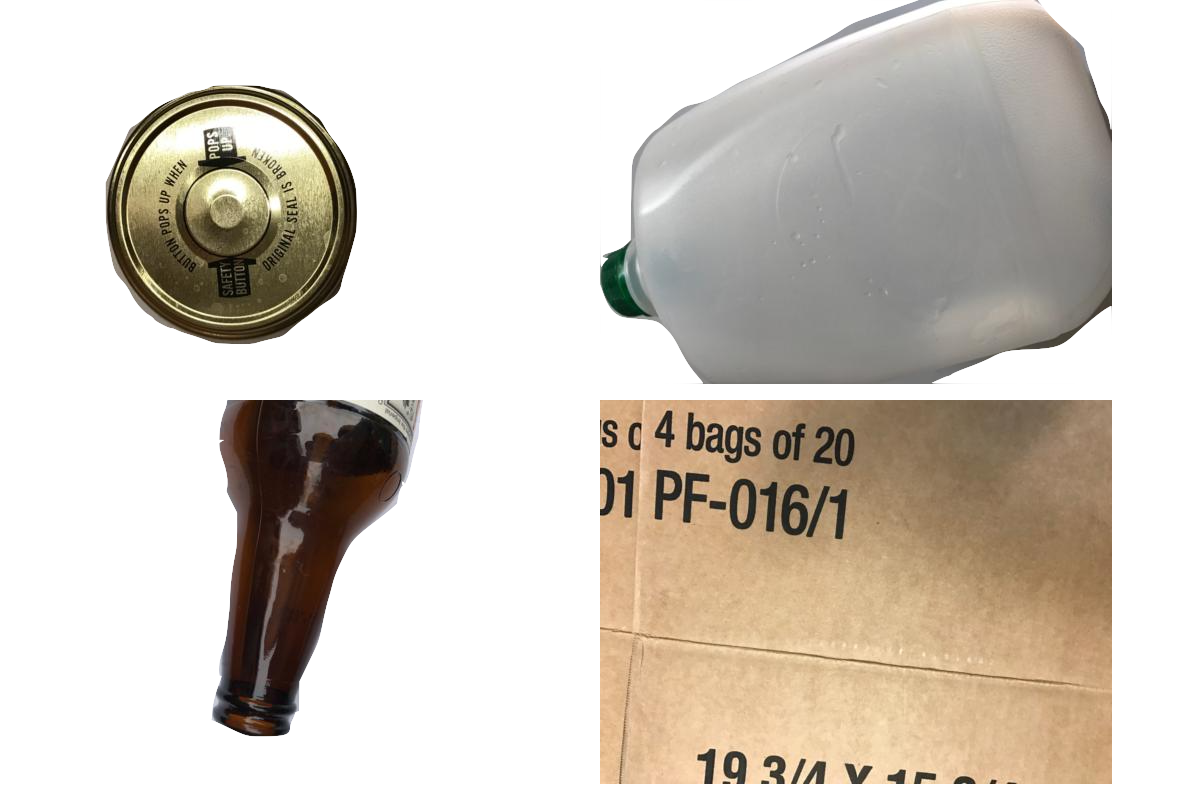 BUTTON POPS UP WHEN
ORIGINAL SEAL IS BROKEN
POPS
UP
SAFETY
BUTTON
4 bags of 20
01 PF-016/1
19 3/4 X 15